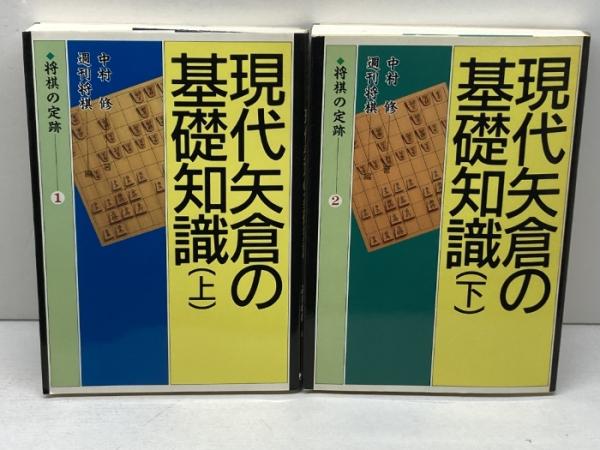 現代矢倉の
基礎知識(上)
中村 修
週刊将棋
◆将棋の定跡
1
現代矢倉の
基礎知識(下)
中村 修
週刊将棋
◆将棋の定跡
2